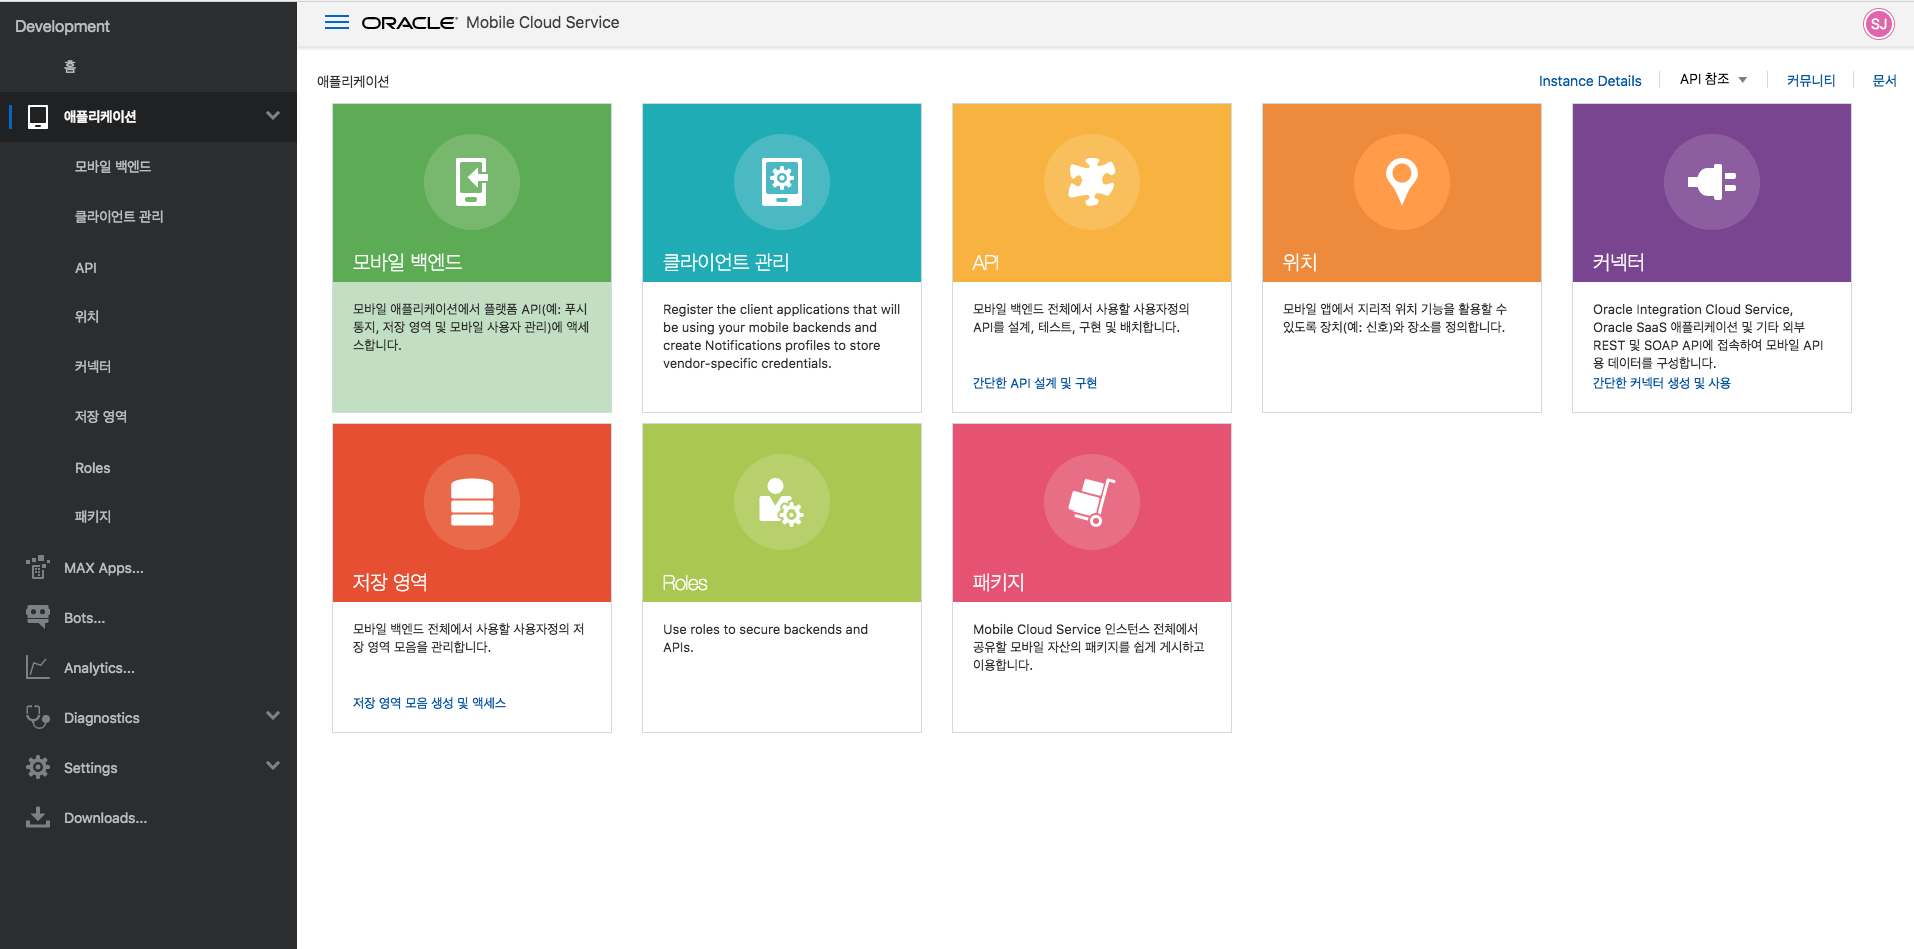 Development
홈
애플리케이션
모바일 백엔드
클라이언트 관리
API
위치
커넥터
저장 영역
Roles
패키지
MAX Apps...
Bots...
Analytics...
Diagnostics
Settings
Downloads...
ORACLE Mobile Cloud Service
SJ
애플리케이션
Instance Details
API 참조
커뮤니티
문서
모바일 백엔드
모바일 애플리케이션에서 플랫폼 API(예: 푸시
통지, 저장 영역 및 모바일 사용자 관리)에 액세
스합니다.
클라이언트 관리
Register the client applications that will
be using your mobile backends and
create Notifications profiles to store
vendor-specific credentials.
API
모바일 백엔드 전체에서 사용할 사용자정의
API를 설계, 테스트, 구현 및 배치합니다.
간단한 API 설계 및 구현
위치
모바일 앱에서 지리적 위치 기능을 활용할 수
있도록 장치(예: 신호)와 장소를 정의합니다.
커넥터
Oracle Integration Cloud Service,
Oracle SaaS 애플리케이션 및 기타 외부
REST 및 SOAP API에 접속하여 모바일 API
용 데이터를 구성합니다.
간단한 커넥터 생성 및 사용
저장 영역
모바일 백엔드 전체에서 사용할 사용자정의 저
장 영역 모음을 관리합니다.
저장 영역 모음 생성 및 액세스
Roles
Use roles to secure backends and
APIs.
패키지
Mobile Cloud Service 인스턴스 전체에서
공유할 모바일 자산의 패키지를 쉽게 게시하고
이용합니다.